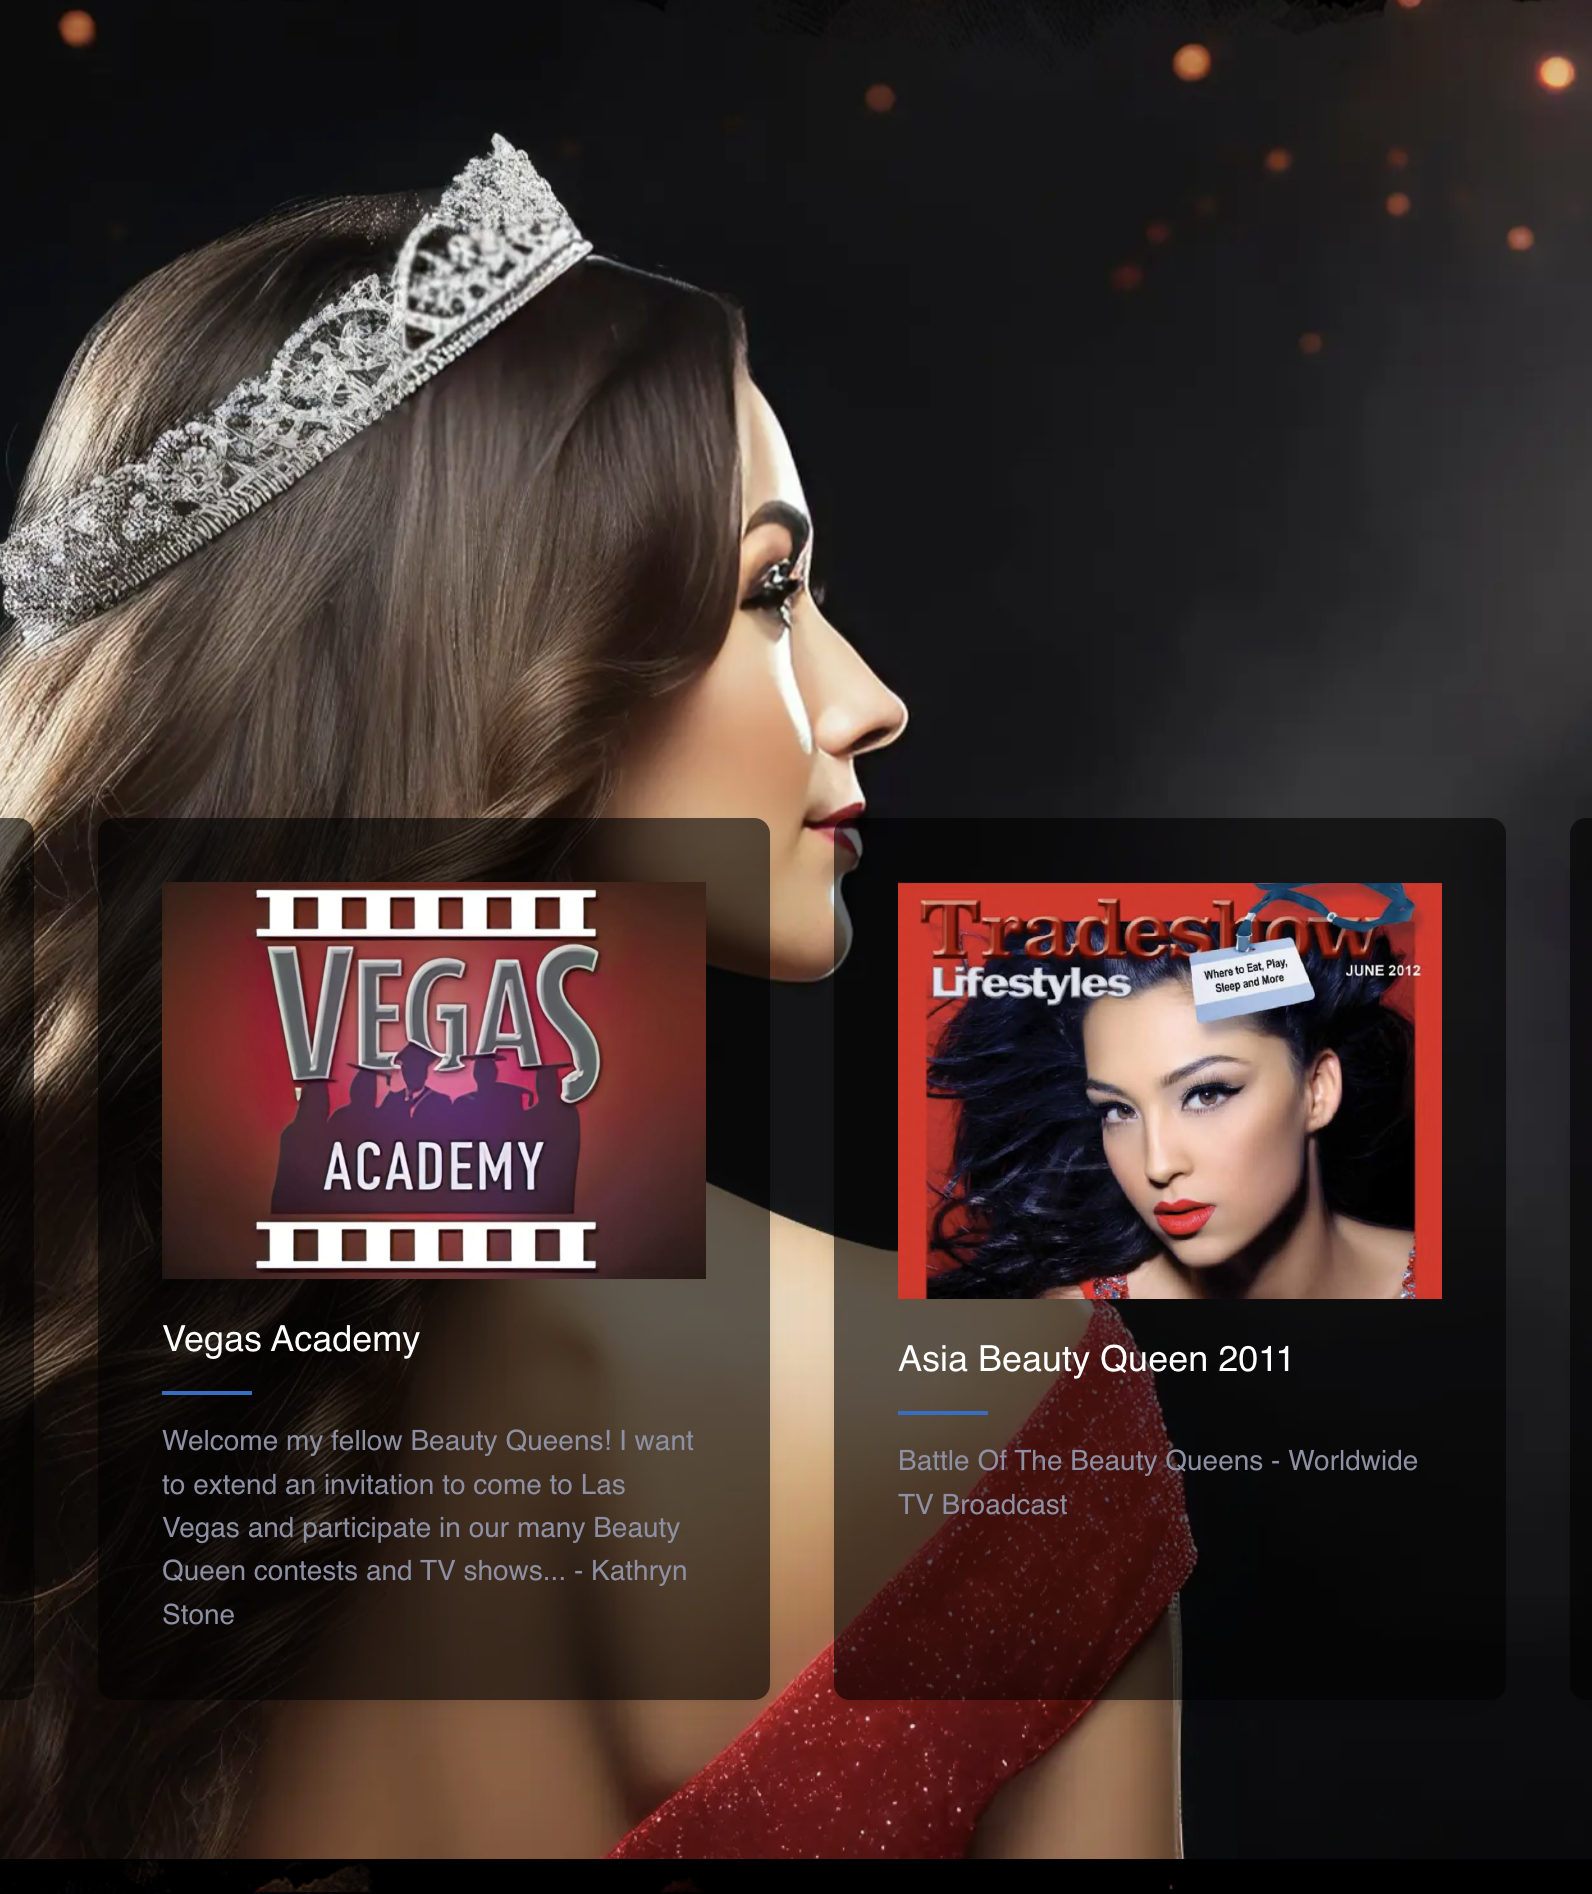 VEGAS
ACADEMY
Vegas Academy
Welcome my fellow Beauty Queens! I want
to extend an invitation to come to Las
Vegas and participate in our many Beauty
Queen contests and TV shows... - Kathryn
Stone
Tradeshow
Lifestyles
Where to Eat, Play,
Sleep and More
JUNE 2012
Asia Beauty Queen 2011
Battle Of The Beauty Queens - Worldwide
TV Broadcast